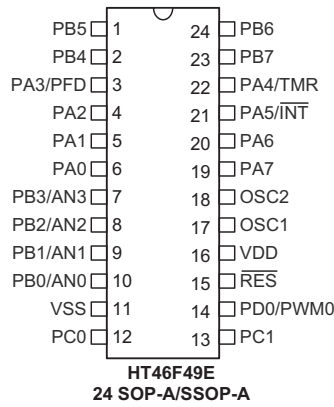 PB5 1 24 PB6
PB4 2 23 PB7
PA3/PFD 3 22 PA4/TMR
PA2 4 21 PA5/INT
PA1 5 20 PA6
PA0 6 19 PA7
PB3/AN3 7 18 OSC2
PB2/AN2 8 17 OSC1
PB1/AN1 9 16 VDD
PB0/AN0 10 15 RES
VSS 11 14 PD0/PWM0
PC0 12 13 PC1
HT46F49E
24 SOP-A/SSOP-A